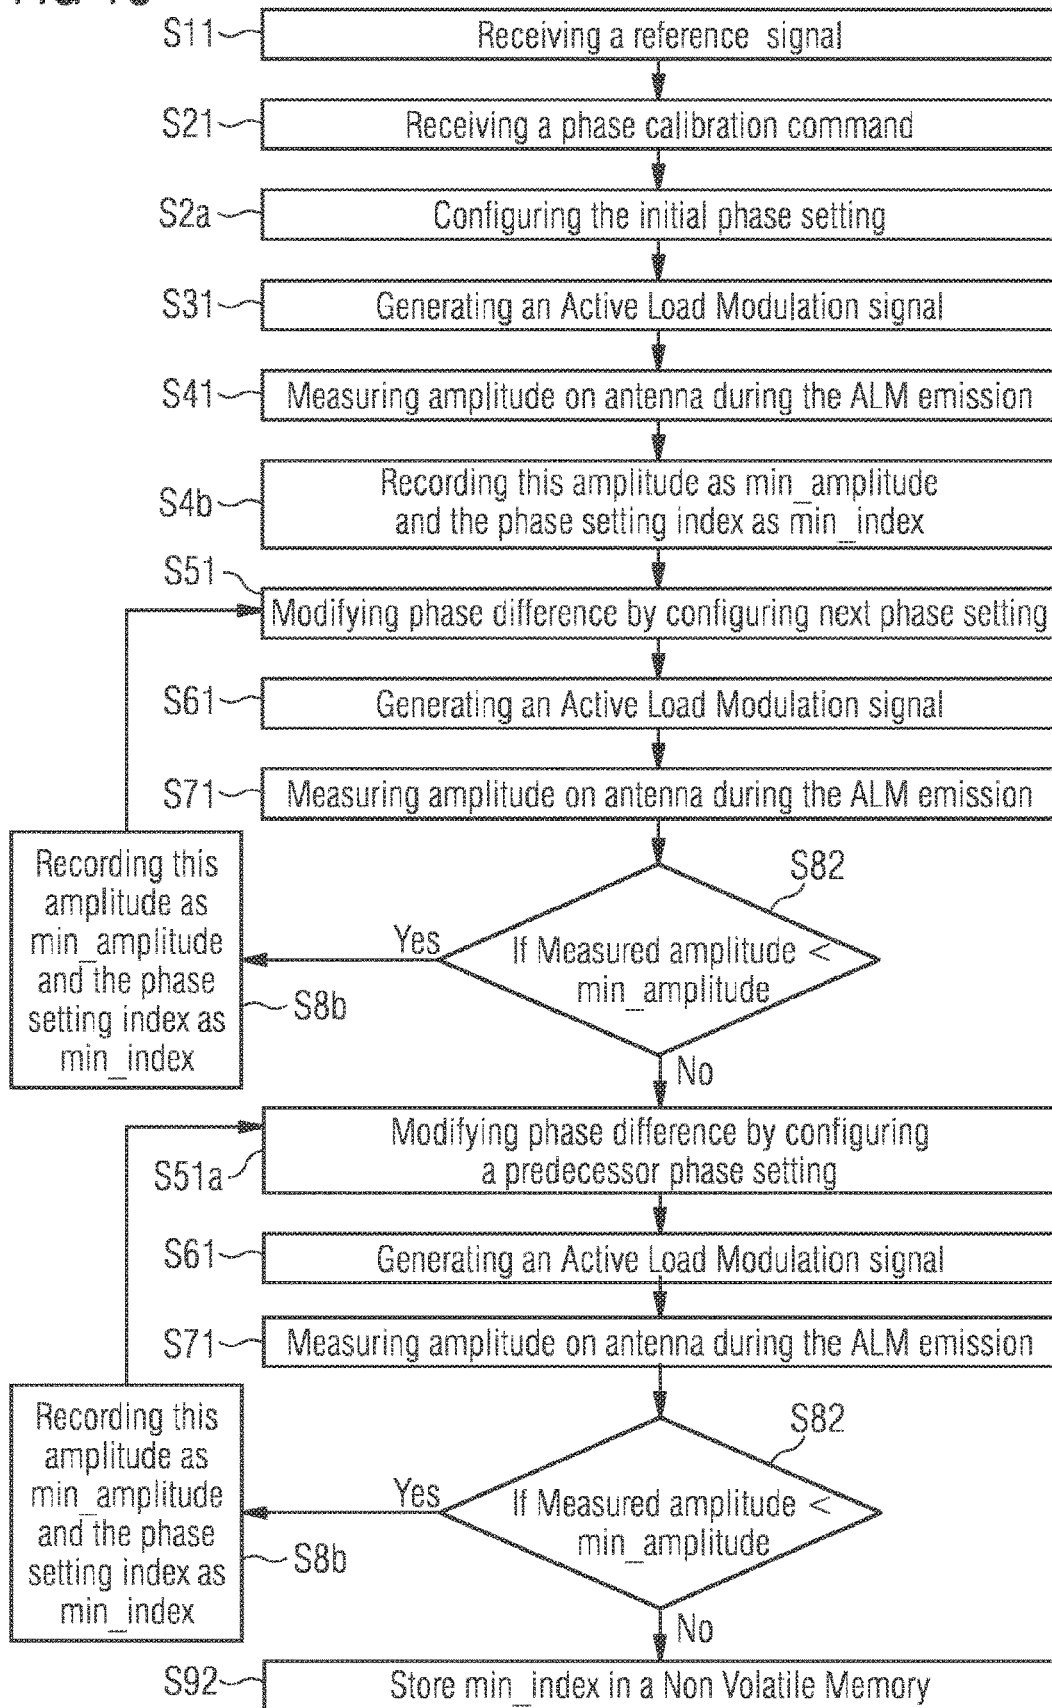 S11
Receiving a reference signal
S21
Receiving a phase calibration command
S2a
Configuring the initial phase setting
S31
Generating an Active Load Modulation signal
S41
Measuring amplitude on antenna during the ALM emission
S4b
Recording this amplitude as min_amplitude
and the phase setting index as min_index
S51
Modifying phase difference by configuring next phase setting
S61
Generating an Active Load Modulation signal
S71
Measuring amplitude on antenna during the ALM emission
S82
If Measured amplitude <
min_amplitude
Yes
Recording this
amplitude as
min_amplitude
and the phase
setting index as
min_index
S8b
No
Modifying phase difference by configuring
a predecessor phase setting
S51a
S61
Generating an Active Load Modulation signal
S71
Measuring amplitude on antenna during the ALM emission
S82
If Measured amplitude <
min_amplitude
Yes
Recording this
amplitude as
min_amplitude
and the phase
setting index as
min_index
S8b
No
S92
Store min_index in a Non Volatile Memory